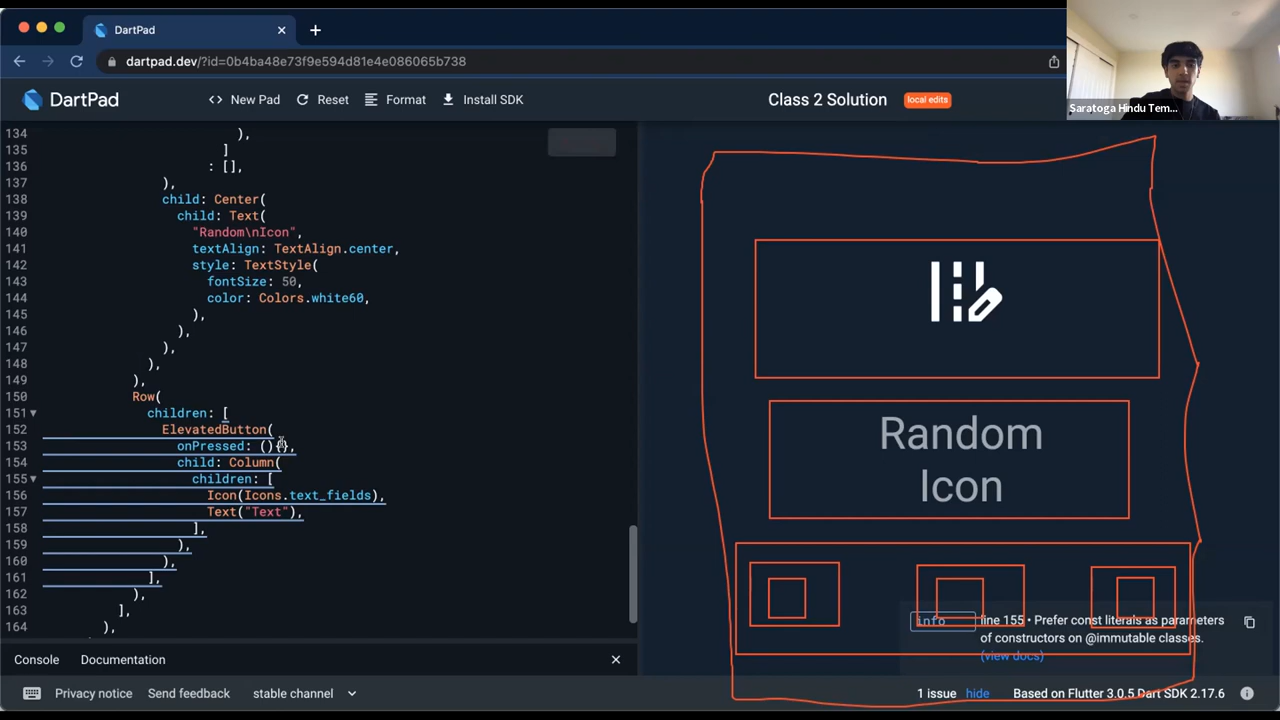 DartPad
dartpad.dev/?id=0b4ba48e73f9e594d81e4e086065b738
Saratoga Hindu Tem...
DartPad
<> New Pad
Reset
Format
Install SDK
Class 2 Solution
local edits
134 ),
135 ]
136 : [],
137 ),
138 child: Center(
139 child: Text(
140 "Random\nIcon",
141 textAlign: TextAlign.center,
142 style: TextStyle(
143 fontSize: 50,
144 color: Colors.white60,
145 ),
146 ),
147 ),
148 ),
149 ),
150 Row(
151 children: [
152 ElevatedButton(
153 onPressed: (){},
154 child: Column(
155 children: [
156 Icon(Icons.text_fields),
157 Text("Text"),
158 ],
159 ),
160 ),
161 ],
162 ),
163 ],
164 ),
Random
Icon
info
line 155 • Prefer const literals as parameters
of constructors on @immutable classes.
(view docs)
Console
Documentation
Privacy notice
Send feedback
stable channel
1 issue
hide
Based on Flutter 3.0.5 Dart SDK 2.17.6